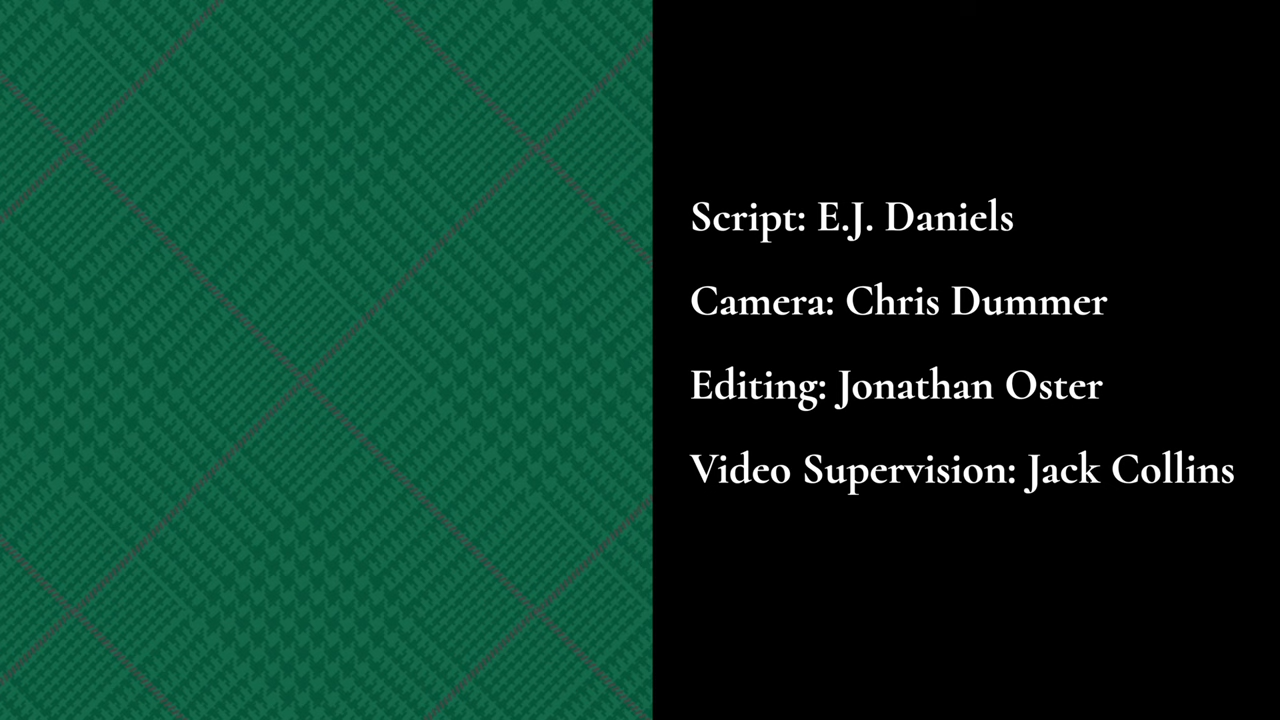 Script: E.J. Daniels
Camera: Chris Dummer
Editing: Jonathan Oster
Video Supervision: Jack Collins